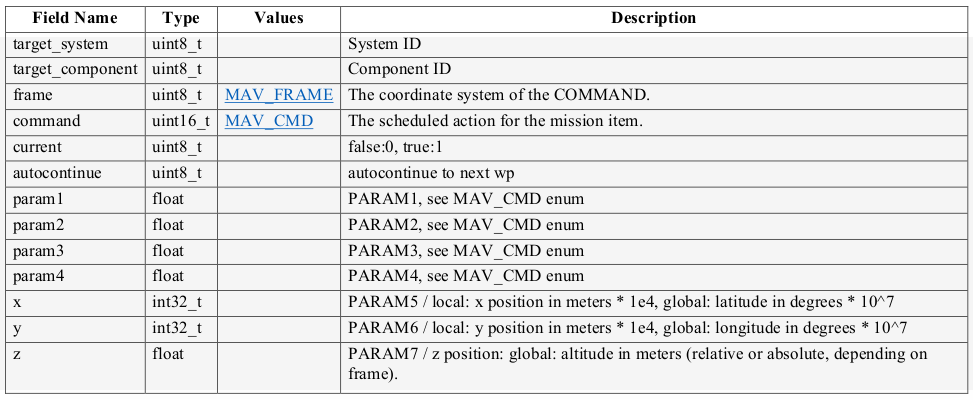 Field Name Type Values Description
target_system uint8_t System ID
target_component uint8_t Component ID
frame uint8_t MAV_FRAME The coordinate system of the COMMAND.
command uint16_t MAV_CMD The scheduled action for the mission item.
current uint8_t false:0, true:1
autocontinue uint8_t autocontinue to next wp
param1 float PARAM1, see MAV_CMD enum
param2 float PARAM2, see MAV_CMD enum
param3 float PARAM3, see MAV_CMD enum
param4 float PARAM4, see MAV_CMD enum
x int32_t PARAM5 / local: x position in meters * 1e4, global: latitude in degrees * 10^7
y int32_t PARAM6 / local: y position in meters * 1e4, global: longitude in degrees * 10^7
z float PARAM7 / z position: global: altitude in meters (relative or absolute, depending on
frame).